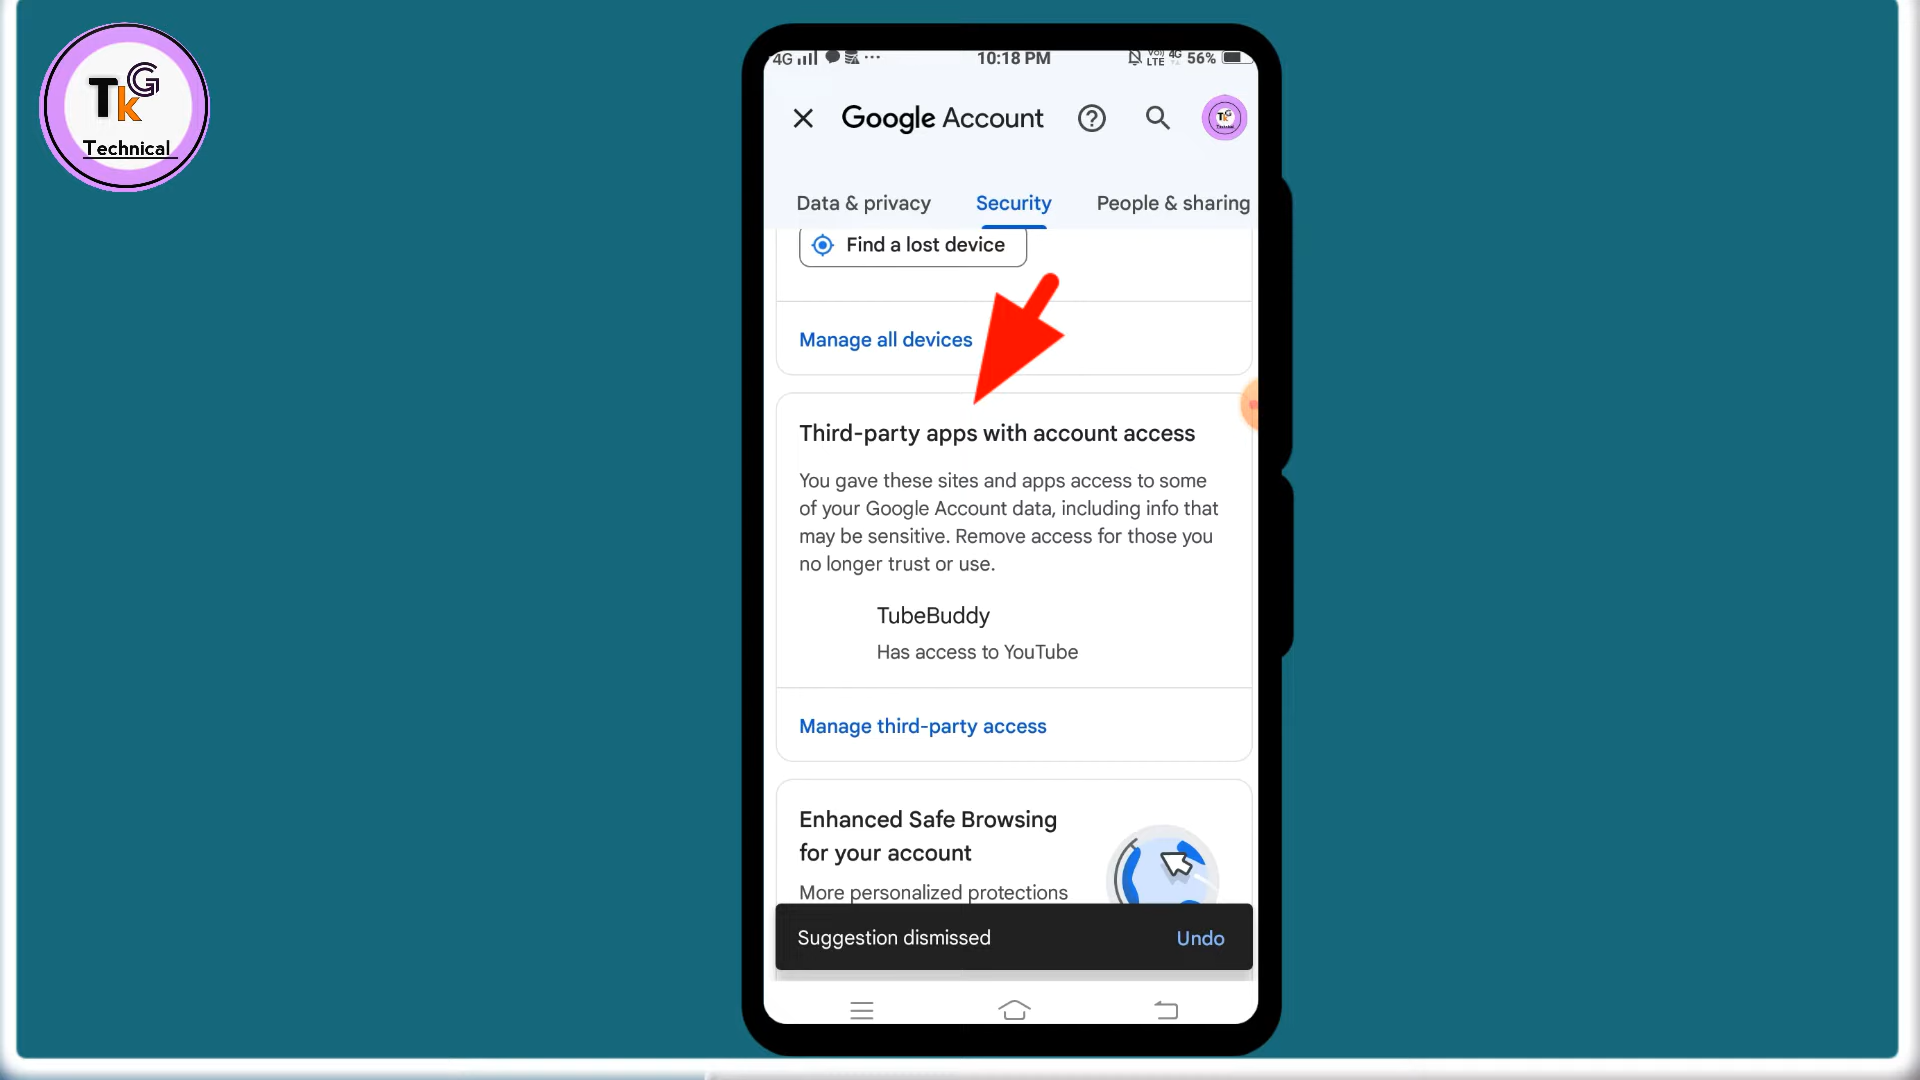 TkG
Technical
4G 10:18 PM LTE 4G 56%
Google Account
Data & privacy Security People & sharing
Find a lost device
Manage all devices
Third-party apps with account access
You gave these sites and apps access to some
of your Google Account data, including info that
may be sensitive. Remove access for those you
no longer trust or use.
TubeBuddy
Has access to YouTube
Manage third-party access
Enhanced Safe Browsing
for your account
More personalized protections
Suggestion dismissed Undo